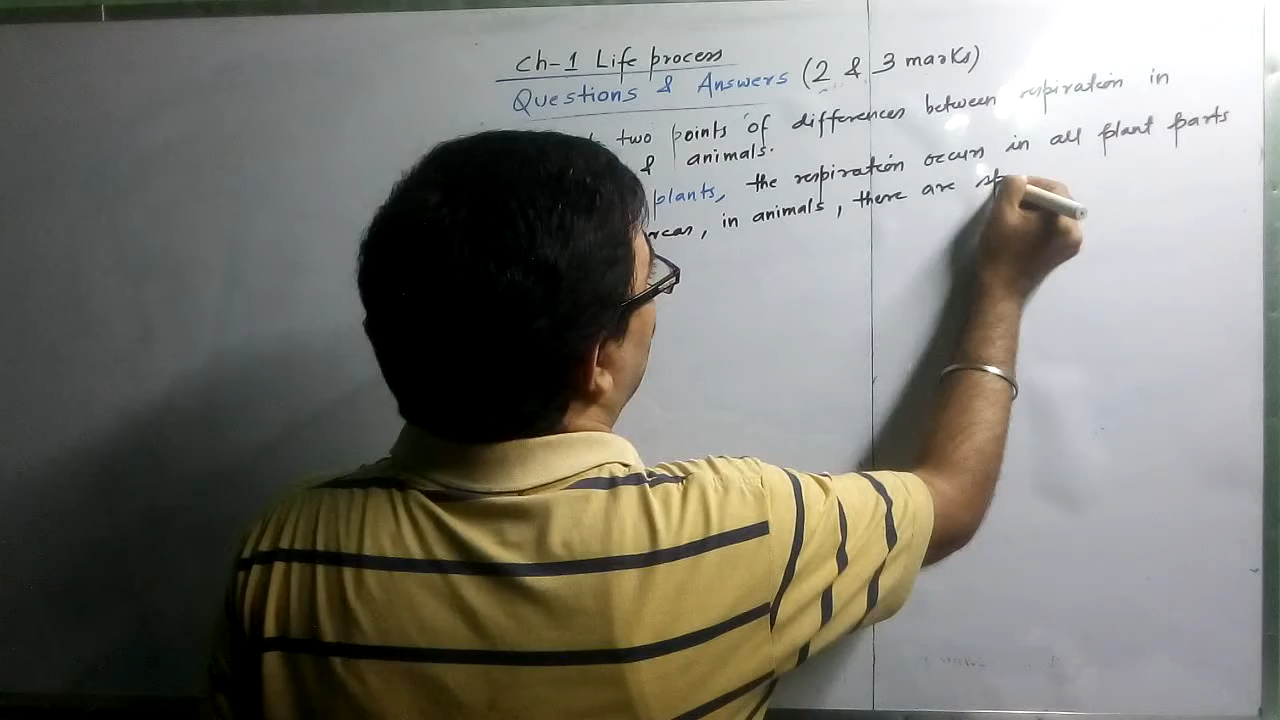 Ch-1 Life process
Questions & Answers (2 & 3 marks)
two points of differences between respiration in
& animals.
plants, the respiration occurs in all plant parts
in animals, there are